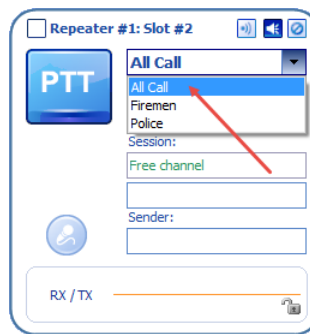 Repeater #1: Slot #2
PTT
All Call
All Call
Firemen
Police
Session:
Free channel
Sender:
RX / TX